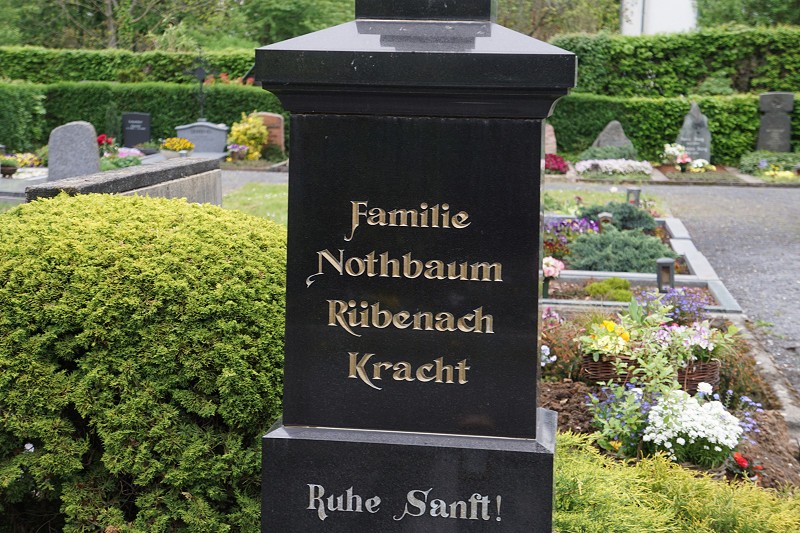 Familie
Nothbaum
Rübenach
Kracht
Ruhe Sanft!